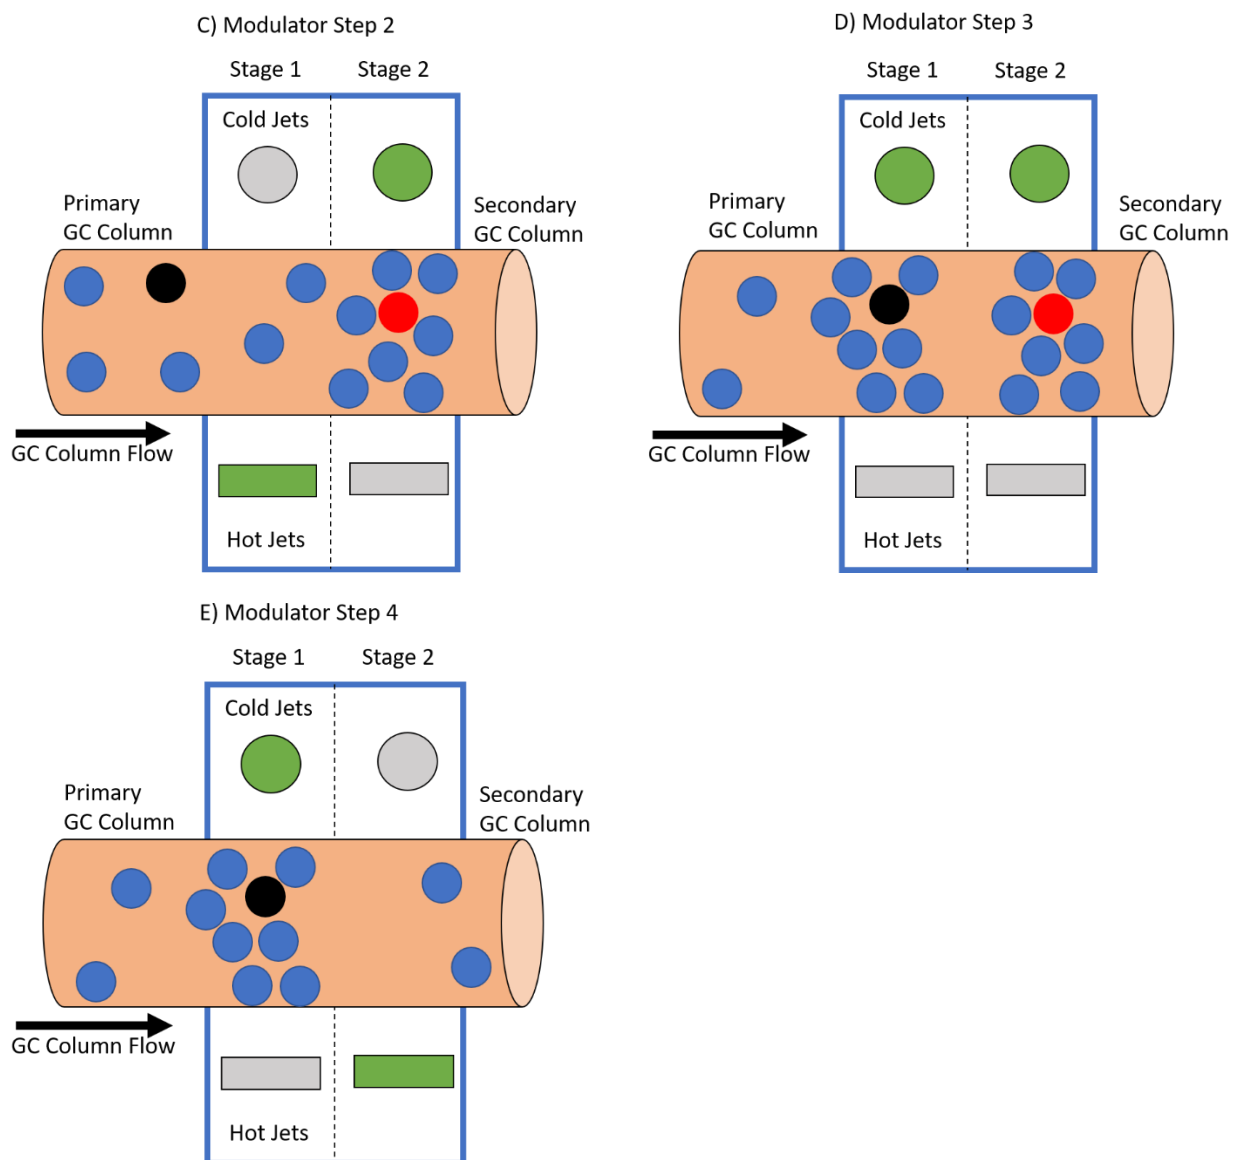 C) Modulator Step 2
Stage 1
Stage 2
Cold Jets
Primary
GC Column
Secondary
GC Column
GC Column Flow
Hot Jets
D) Modulator Step 3
Stage 1
Stage 2
Cold Jets
Primary
GC Column
Secondary
GC Column
GC Column Flow
Hot Jets
E) Modulator Step 4
Stage 1
Stage 2
Cold Jets
Primary
GC Column
Secondary
GC Column
GC Column Flow
Hot Jets